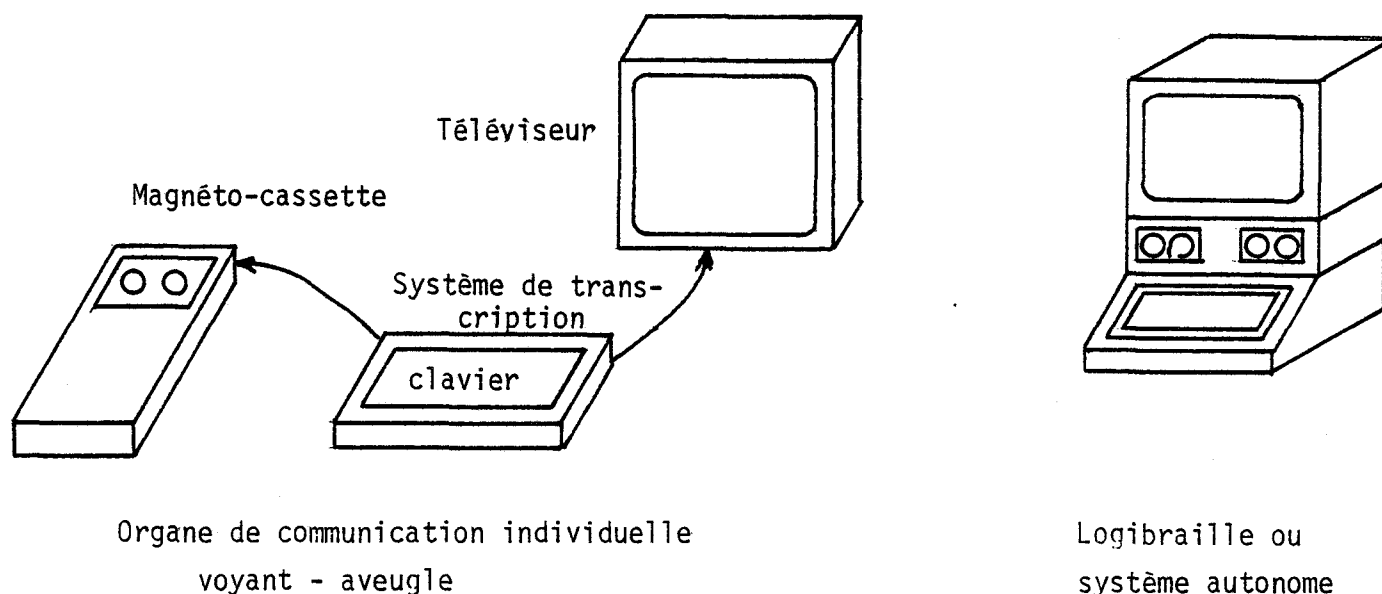 Téléviseur
Magnéto-cassette
Système de trans-
cription
clavier
Organe de communication individuelle
voyant - aveugle
Logibraille ou
système autonome